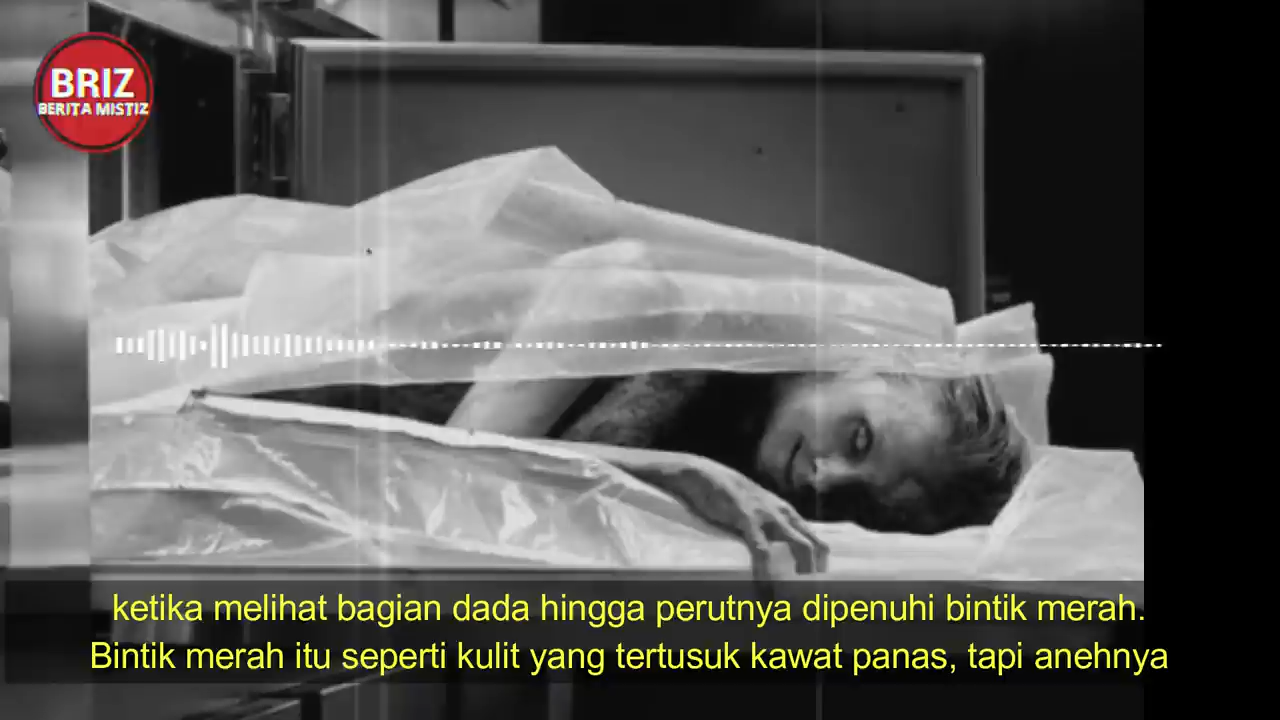 BRIZ
BERITA MISTIZ
ketika melihat bagian dada hingga perutnya dipenuhi bintik merah.
Bintik merah itu seperti kulit yang tertusuk kawat panas, tapi anehnya